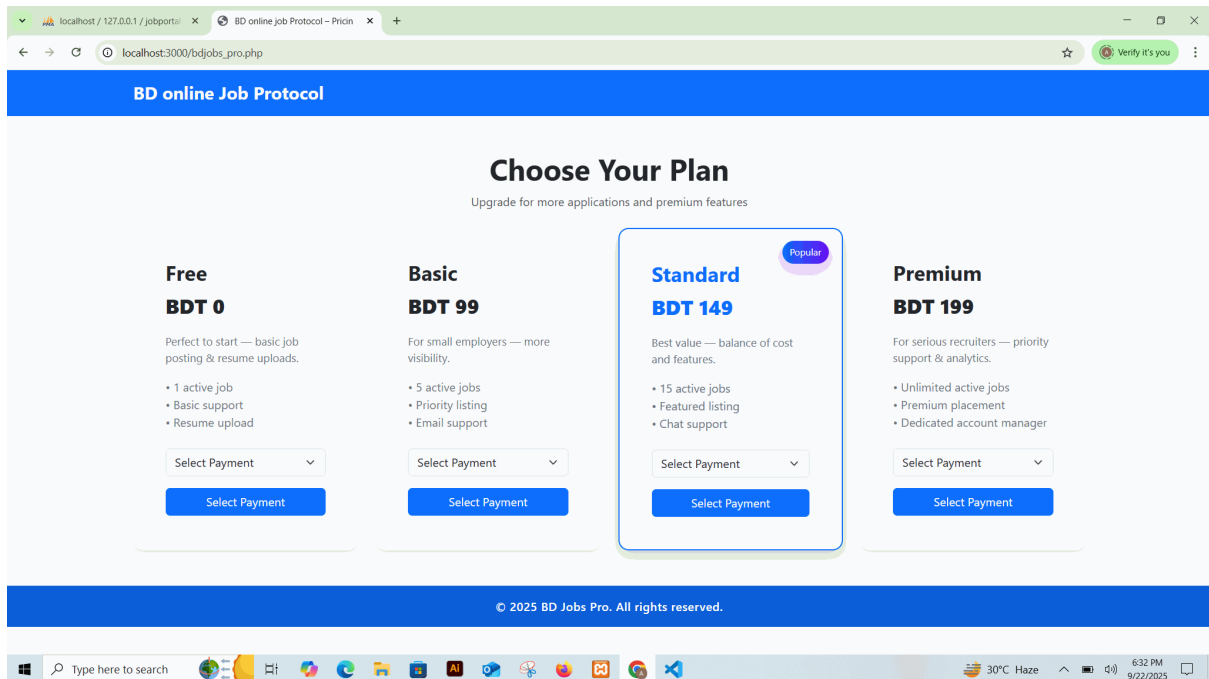 localhost / 127.0.0.1 / jobportal
BD online job Protocol – Pricin
localhost:3000/bdjobs_pro.php
Verify it's you
BD online Job Protocol
Choose Your Plan
Upgrade for more applications and premium features
Free
BDT 0
Perfect to start — basic job
posting & resume uploads.
• 1 active job
• Basic support
• Resume upload
Select Payment
Select Payment
Basic
BDT 99
For small employers — more
visibility.
• 5 active jobs
• Priority listing
• Email support
Select Payment
Select Payment
Popular
Standard
BDT 149
Best value — balance of cost
and features.
• 15 active jobs
• Featured listing
• Chat support
Select Payment
Select Payment
Premium
BDT 199
For serious recruiters — priority
support & analytics.
• Unlimited active jobs
• Premium placement
• Dedicated account manager
Select Payment
Select Payment
© 2025 BD Jobs Pro. All rights reserved.
Type here to search
Ai
30°C Haze
6:32 PM
9/22/2025